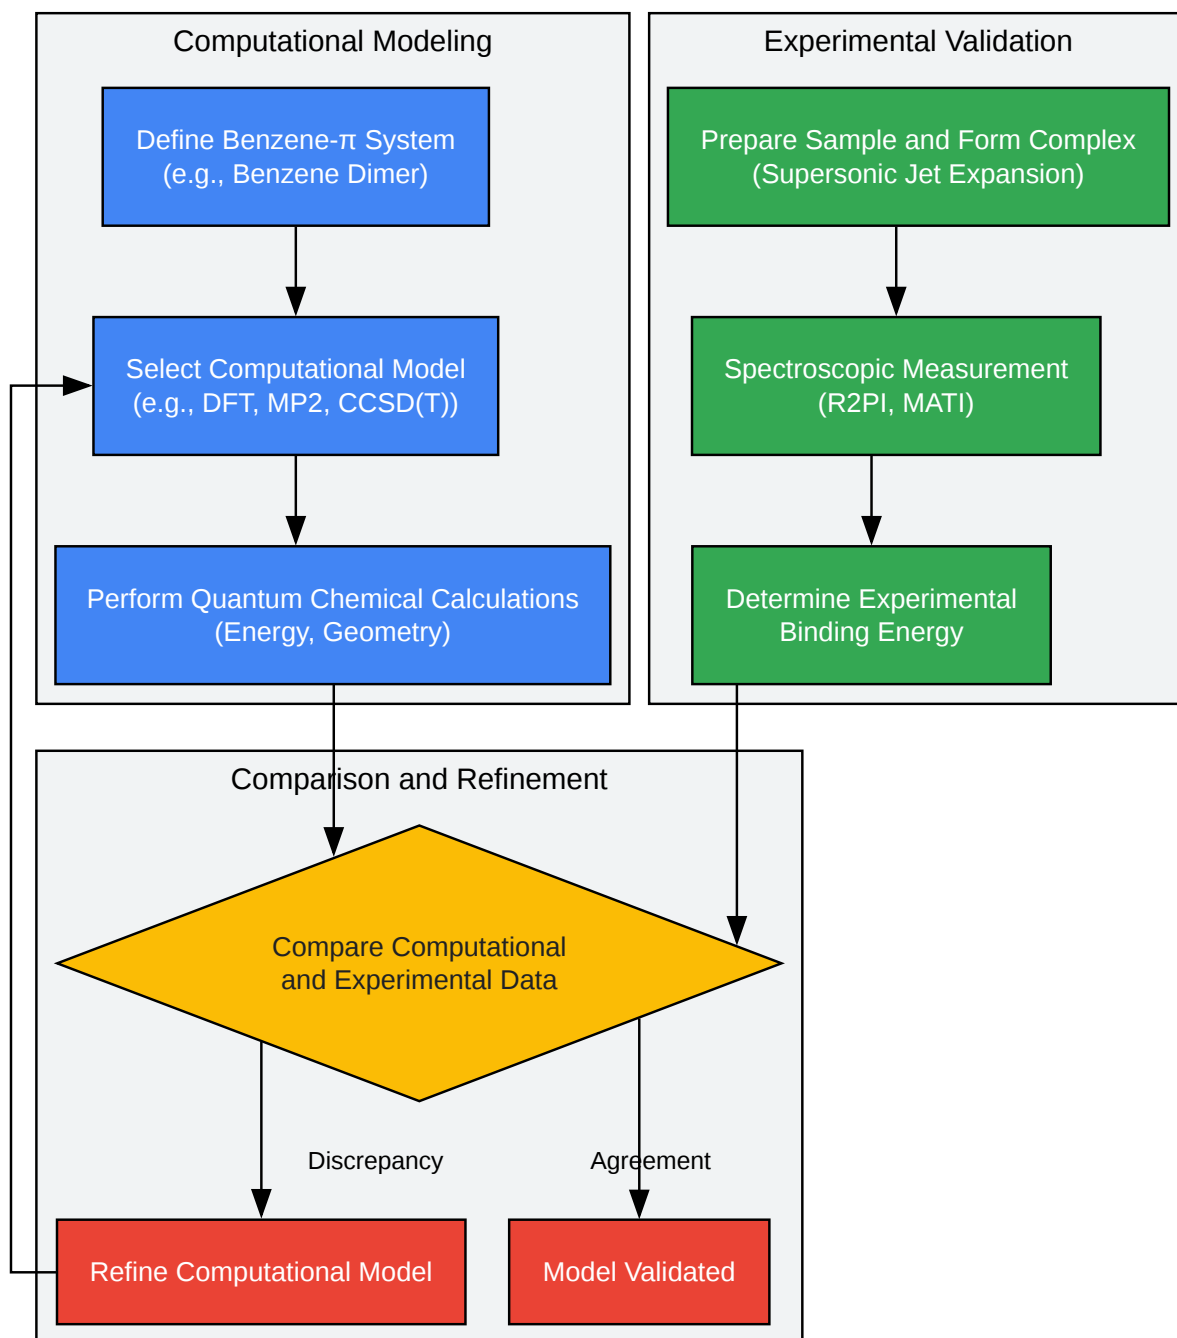 Computational Modeling
Define Benzene-π System
(e.g., Benzene Dimer)
Select Computational Model
(e.g., DFT, MP2, CCSD(T))
Perform Quantum Chemical Calculations
(Energy, Geometry)
Experimental Validation
Prepare Sample and Form Complex
(Supersonic Jet Expansion)
Spectroscopic Measurement
(R2PI, MATI)
Determine Experimental
Binding Energy
Comparison and Refinement
Compare Computational
and Experimental Data
Discrepancy
Agreement
Refine Computational Model
Model Validated